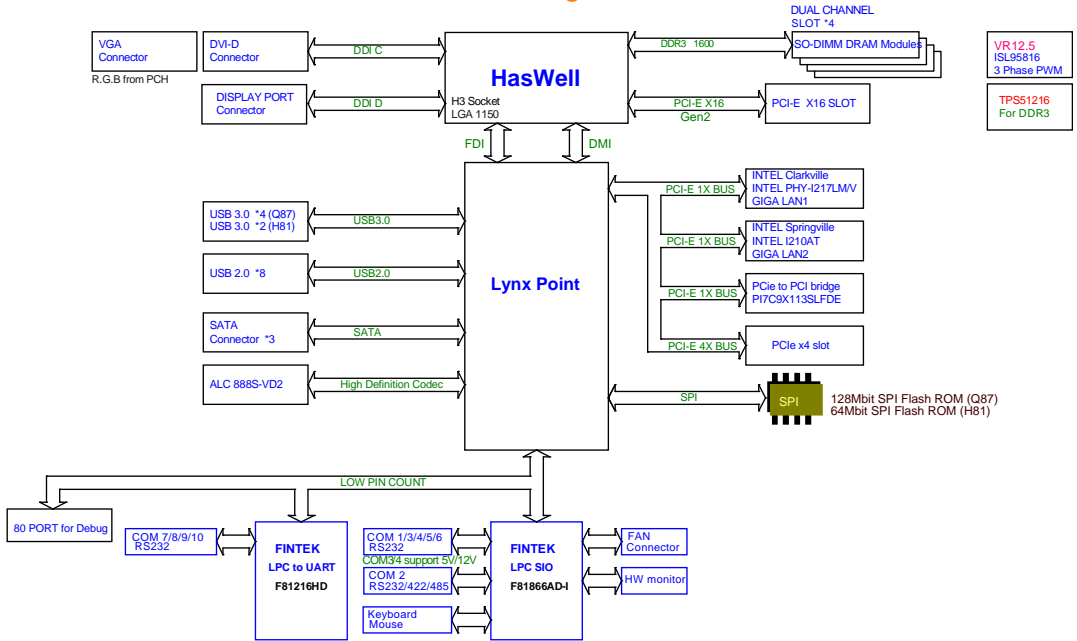 DUAL CHANNEL
SLOT *4
VGA
Connector
R.G.B from PCH
DVI-D
Connector
DDI C
DISPLAY PORT
Connector
DDI D
HasWell
H3 Socket
LGA 1150
DDR3 1600
SO-DIMM DRAM Modules
PCI-E X16
Gen2
PCI-E X16 SLOT
VR12.5
ISL95816
3 Phase PWM
TPS51216
For DDR3
FDI
DMI
USB 3.0 *4 (Q87)
USB 3.0 *2 (H81)
USB3.0
USB 2.0 *8
USB2.0
SATA
Connector *3
SATA
ALC 888S-VD2
High Definition Codec
Lynx Point
PCI-E 1X BUS
INTEL Clarkville
INTEL PHY-I217LM/V
GIGA LAN1
PCI-E 1X BUS
INTEL Springville
INTEL I210AT
GIGA LAN2
PCI-E 1X BUS
PCIe to PCI bridge
PI7C9X113SLFDE
PCI-E 4X BUS
PCIe x4 slot
SPI
SPI
128Mbit SPI Flash ROM (Q87)
64Mbit SPI Flash ROM (H81)
LOW PIN COUNT
80 PORT for Debug
COM 7/8/9/10
RS232
FINTEK
LPC to UART
F81216HD
COM 1/3/4/5/6
RS232
COM3/4 support 5V/12V
COM 2
RS232/422/485
Keyboard
Mouse
FINTEK
LPC SIO
F81866AD-I
FAN
Connector
HW monitor